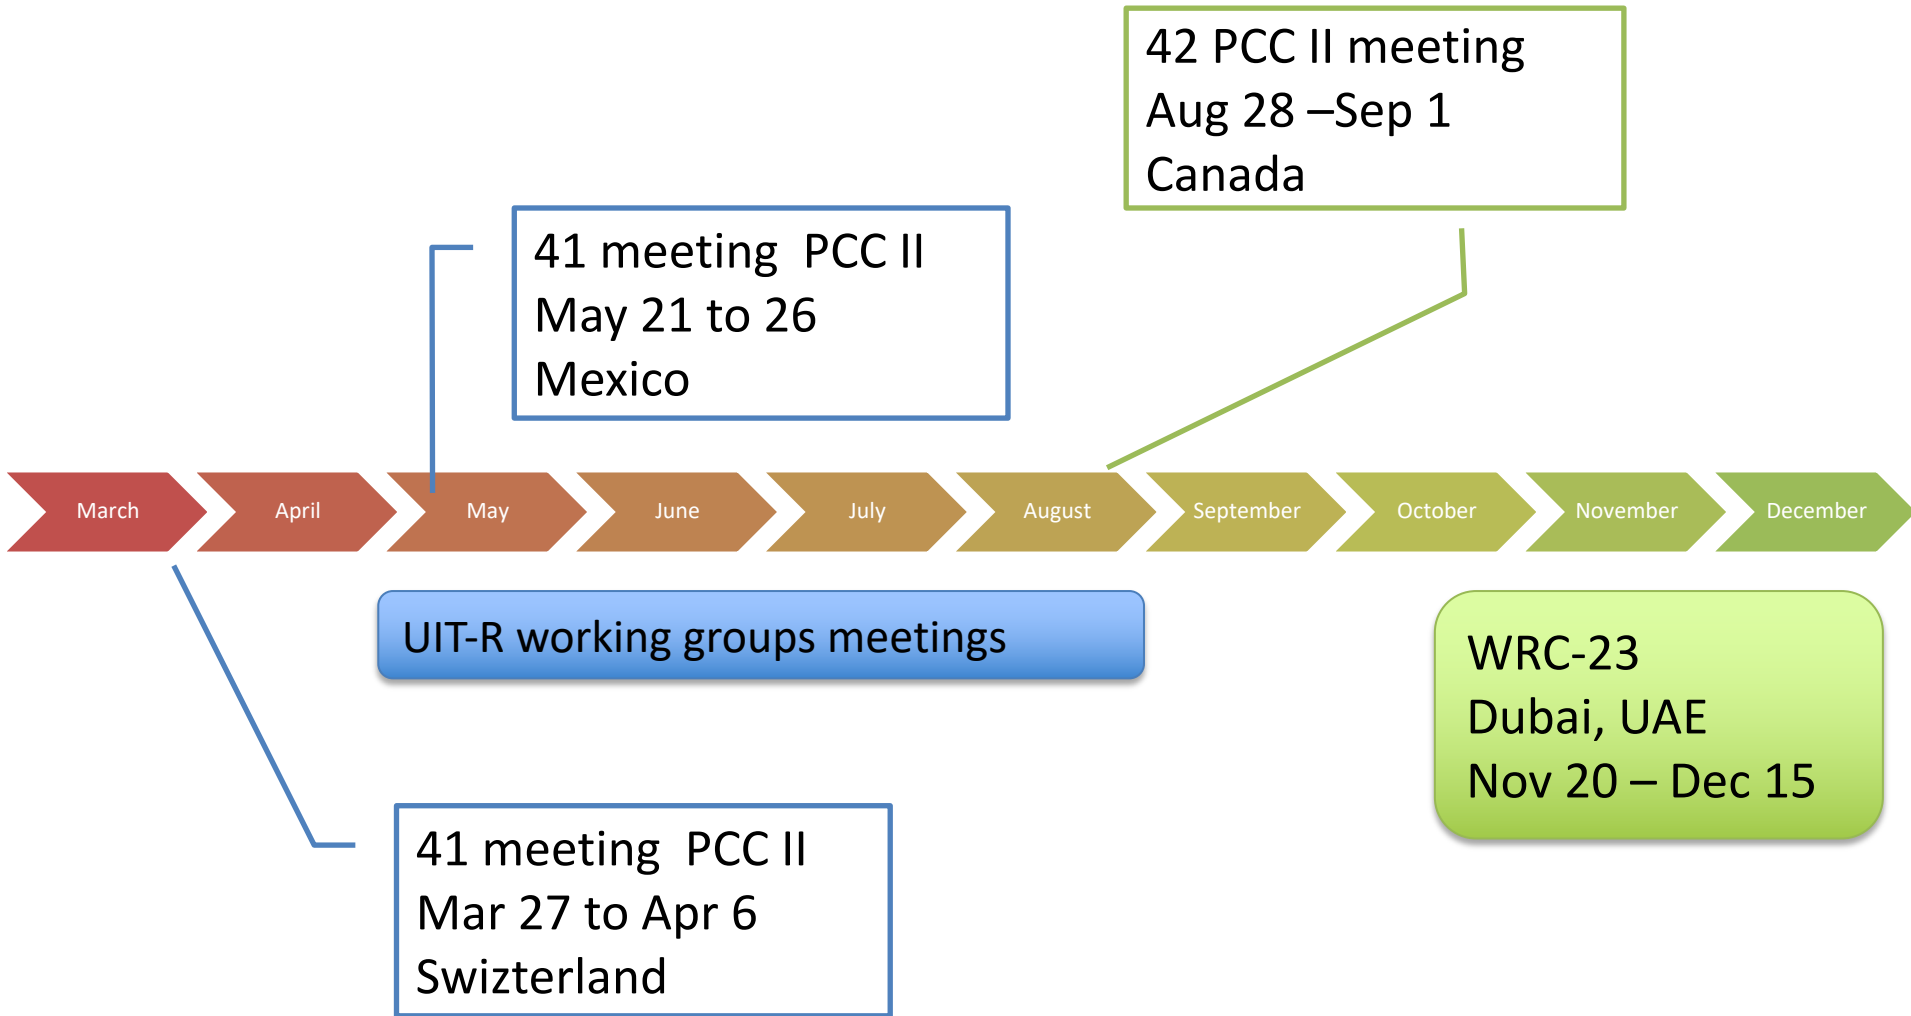 42 PCC II meeting
Aug 28 –Sep 1
Canada
41 meeting  PCC II
May 21 to 26
Mexico
March
April
May
June
July
August
September
October
November
December
UIT-R working groups meetings
WRC-23
Dubai, UAE
Nov 20 – Dec 15
41 meeting  PCC II
Mar 27 to Apr 6
Swizterland